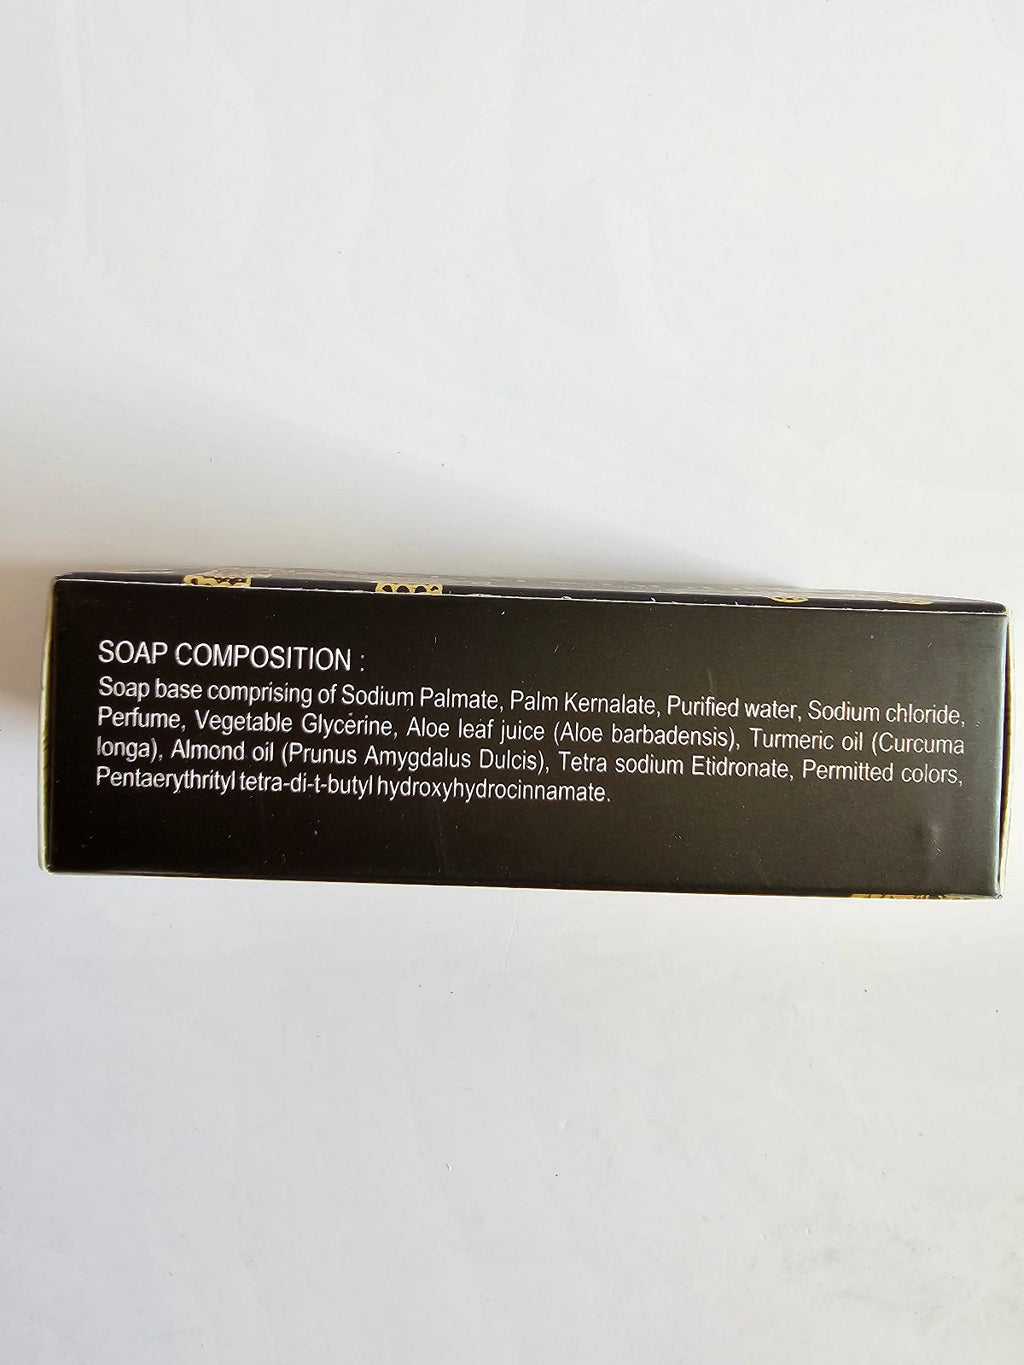 SOAP COMPOSITION :
Soap base comprising of Sodium Palmate, Palm Kernalate, Purified water, Sodium chloride,
Perfume, Vegetable Glycerine, Aloe leaf juice (Aloe barbadensis), Turmeric oil (Curcuma
longa), Almond oil (Prunus Amygdalus Dulcis), Tetra sodium Etidronate, Permitted colors,
Pentaerythrityl tetra-di-t-butyl hydroxyhydrocinnamate.